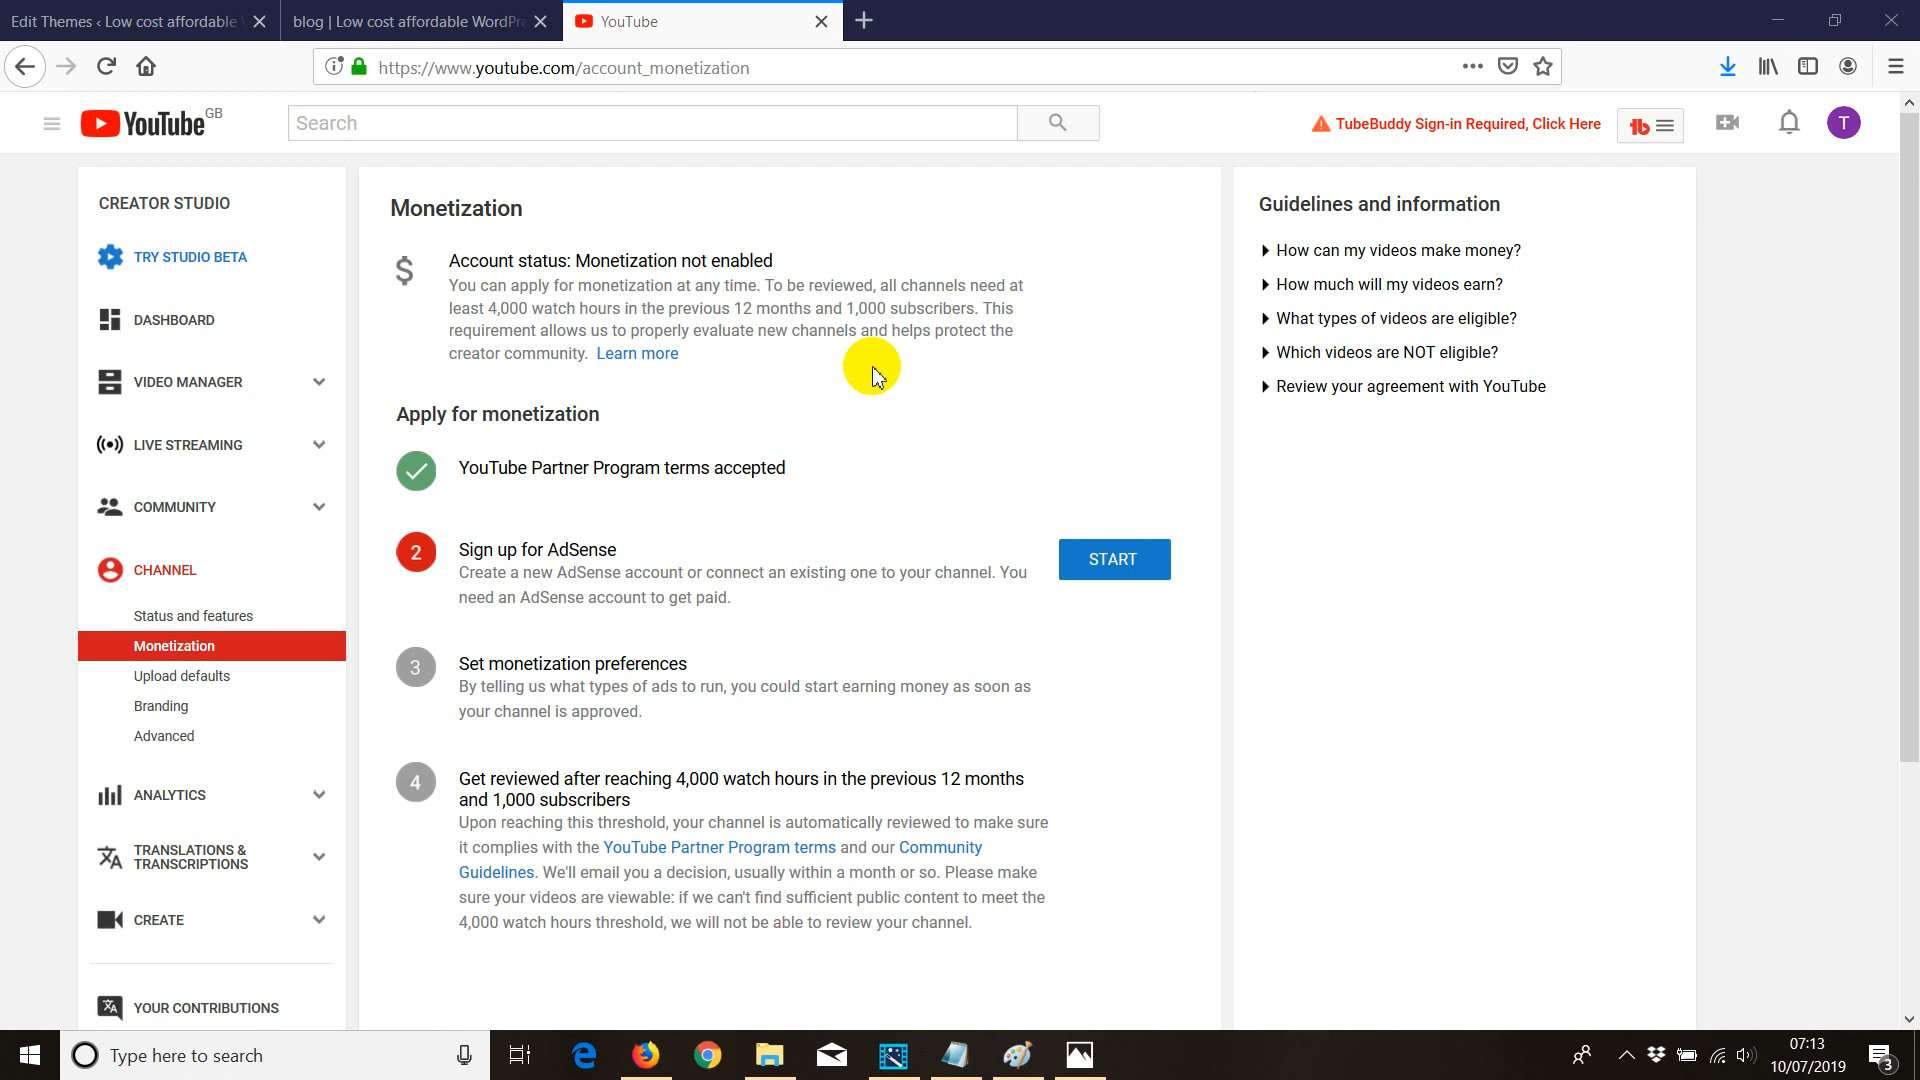 Edit Themes ‹ Low cost affordable
blog | Low cost affordable WordPr
YouTube
https://www.youtube.com/account_monetization
YouTube GB
Search
TubeBuddy Sign-in Required, Click Here
tb
T
CREATOR STUDIO
TRY STUDIO BETA
DASHBOARD
VIDEO MANAGER
LIVE STREAMING
COMMUNITY
CHANNEL
Status and features
Monetization
Upload defaults
Branding
Advanced
ANALYTICS
TRANSLATIONS &
TRANSCRIPTIONS
CREATE
YOUR CONTRIBUTIONS
Monetization
$
Account status: Monetization not enabled
You can apply for monetization at any time. To be reviewed, all channels need at
least 4,000 watch hours in the previous 12 months and 1,000 subscribers. This
requirement allows us to properly evaluate new channels and helps protect the
creator community. Learn more
Apply for monetization
YouTube Partner Program terms accepted
2
Sign up for AdSense
Create a new AdSense account or connect an existing one to your channel. You
need an AdSense account to get paid.
START
3
Set monetization preferences
By telling us what types of ads to run, you could start earning money as soon as
your channel is approved.
4
Get reviewed after reaching 4,000 watch hours in the previous 12 months
and 1,000 subscribers
Upon reaching this threshold, your channel is automatically reviewed to make sure
it complies with the YouTube Partner Program terms and our Community
Guidelines. We'll email you a decision, usually within a month or so. Please make
sure your videos are viewable: if we can't find sufficient public content to meet the
4,000 watch hours threshold, we will not be able to review your channel.
Guidelines and information
How can my videos make money?
How much will my videos earn?
What types of videos are eligible?
Which videos are NOT eligible?
Review your agreement with YouTube
Type here to search
07:13
10/07/2019
3